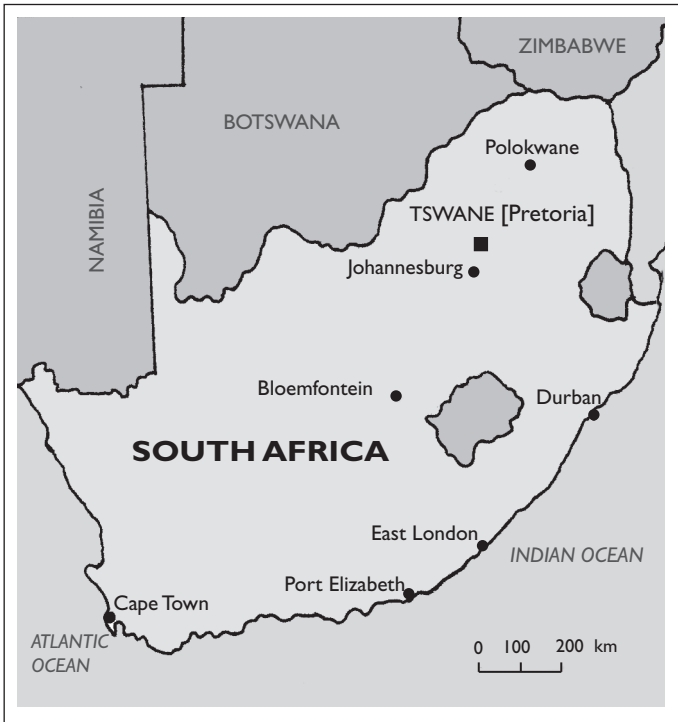 ZIMBABWE
BOTSWANA
Polokwane
NAMIBIA
TSWANE [Pretoria]
Johannesburg
Bloemfontein
Durban
SOUTH AFRICA
East London
INDIAN OCEAN
Port Elizabeth
Cape Town
ATLANTIC
OCEAN
0 100 200 km